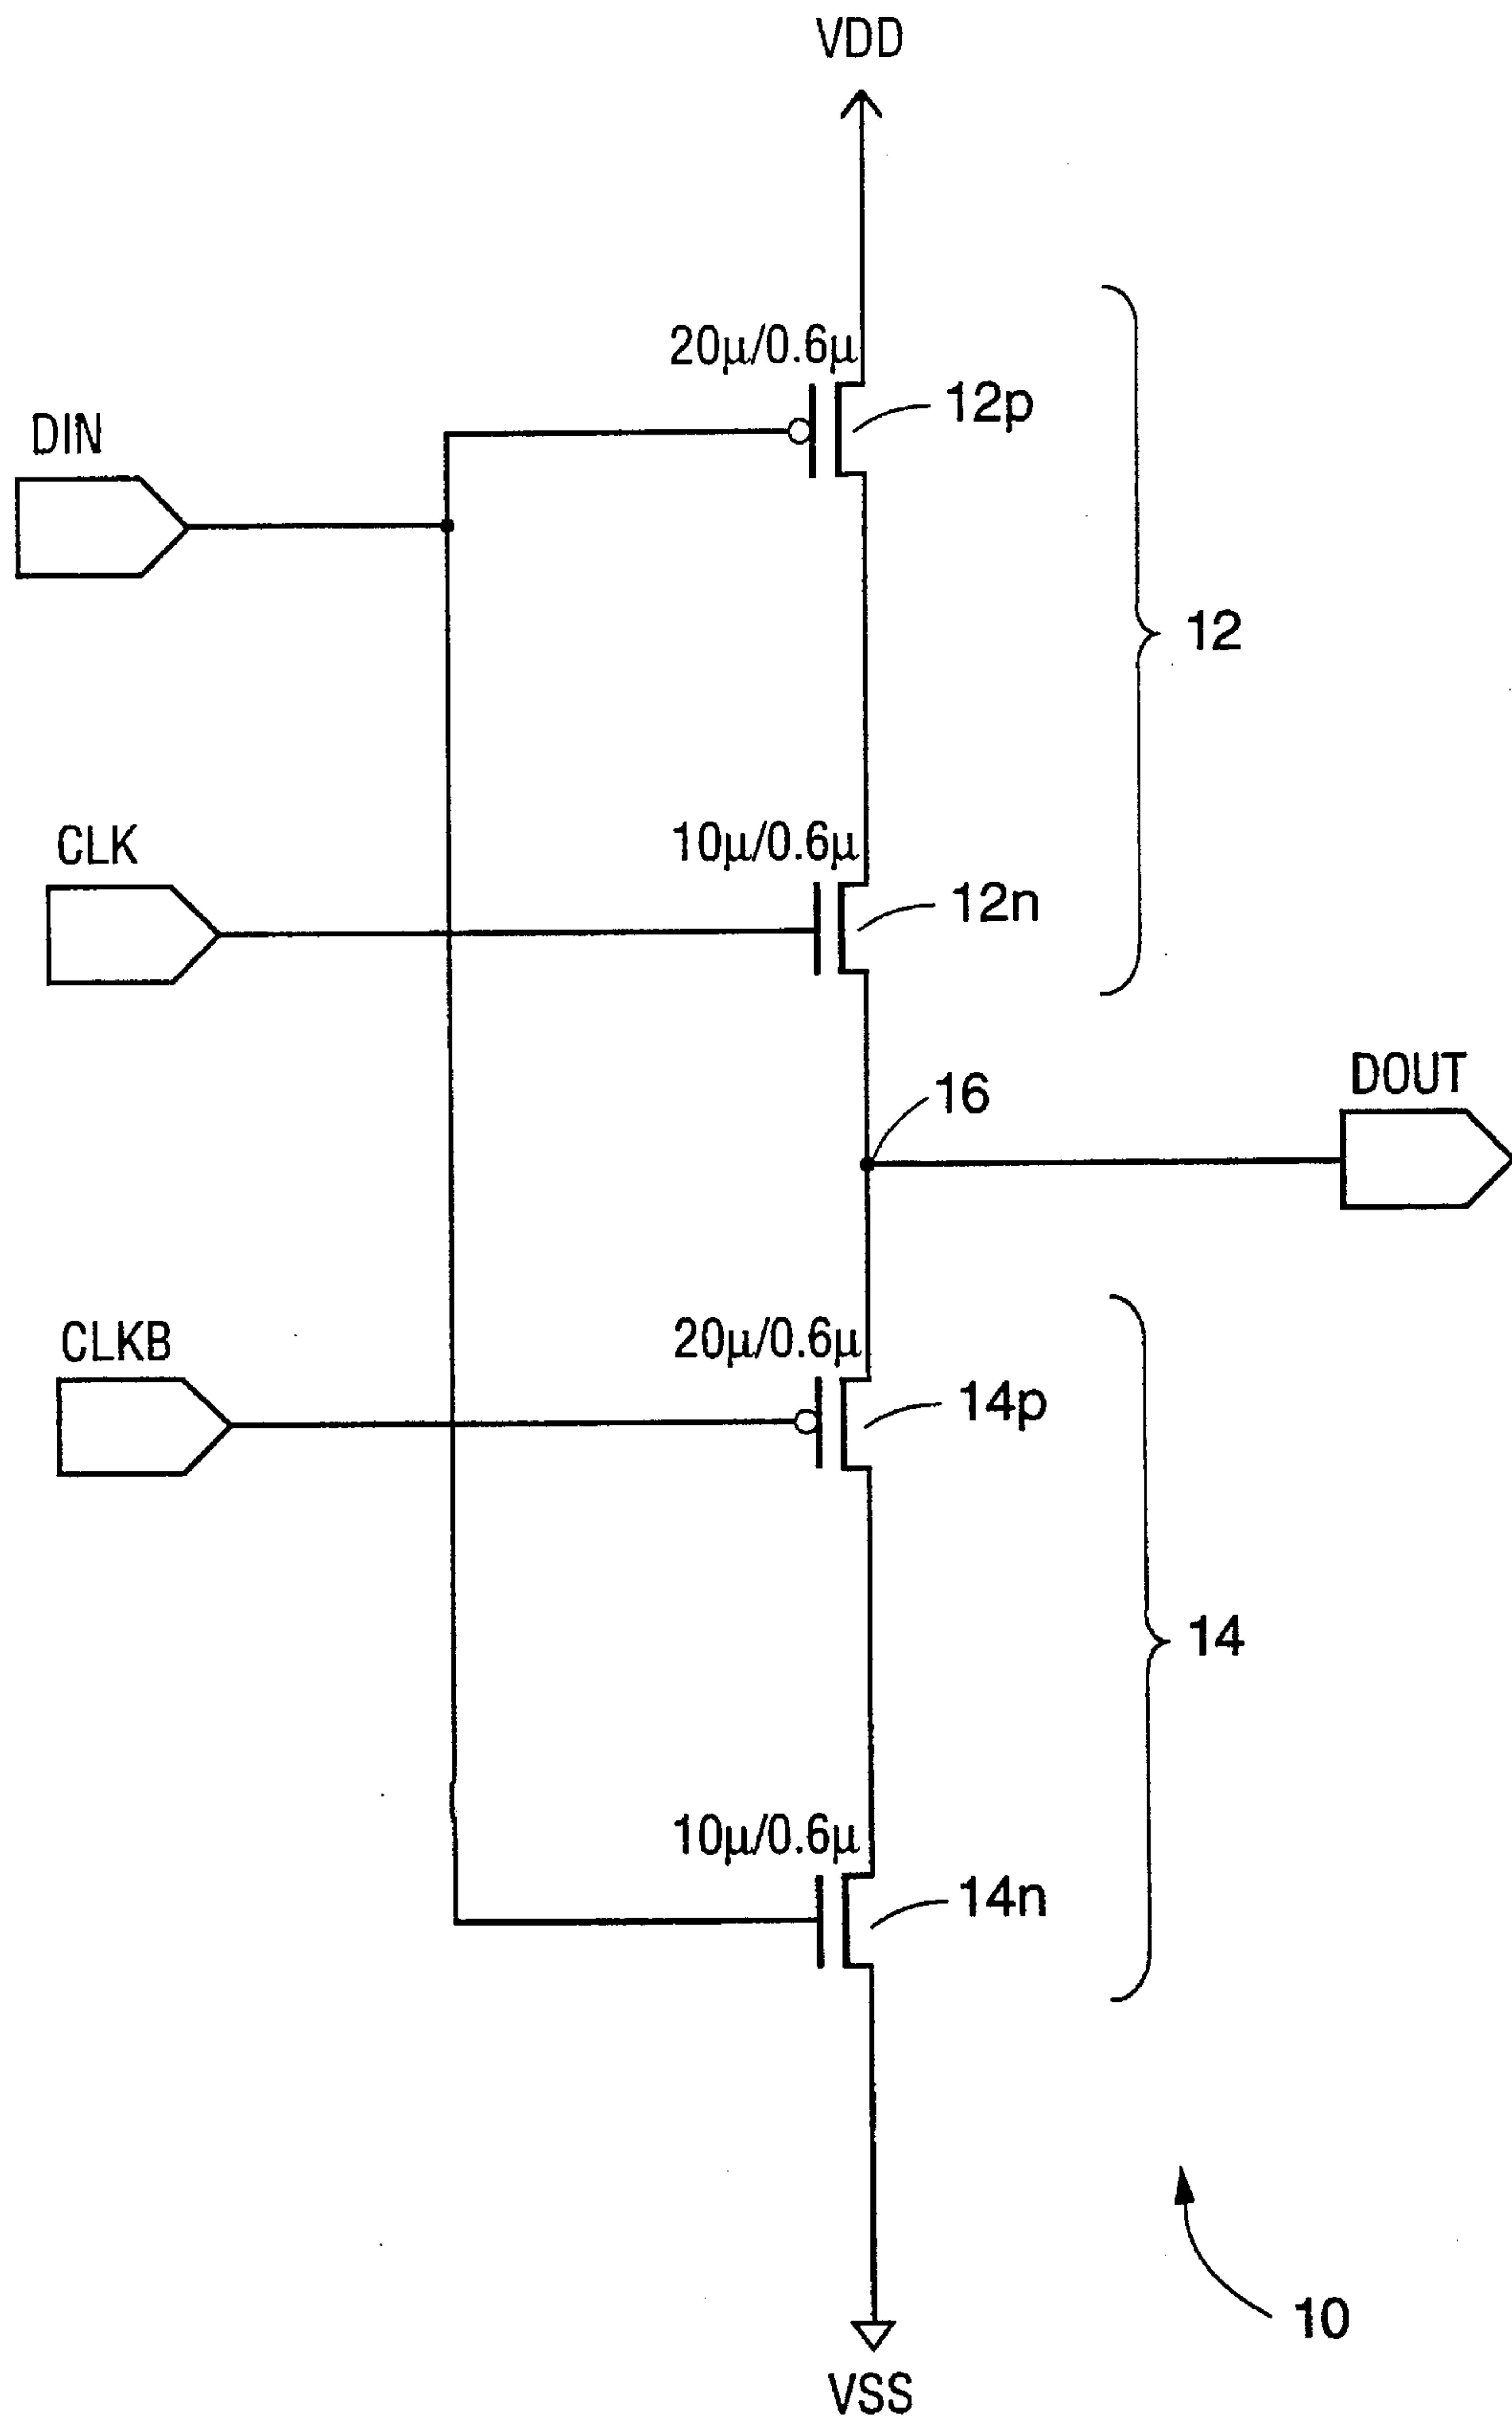 VDD
20µ/0.6µ
12p
DIN
12
10µ/0.6µ
CLK
12n
DOUT
16
20µ/0.6µ
CLKB
14p
14
10µ/0.6µ
14n
10
VSS